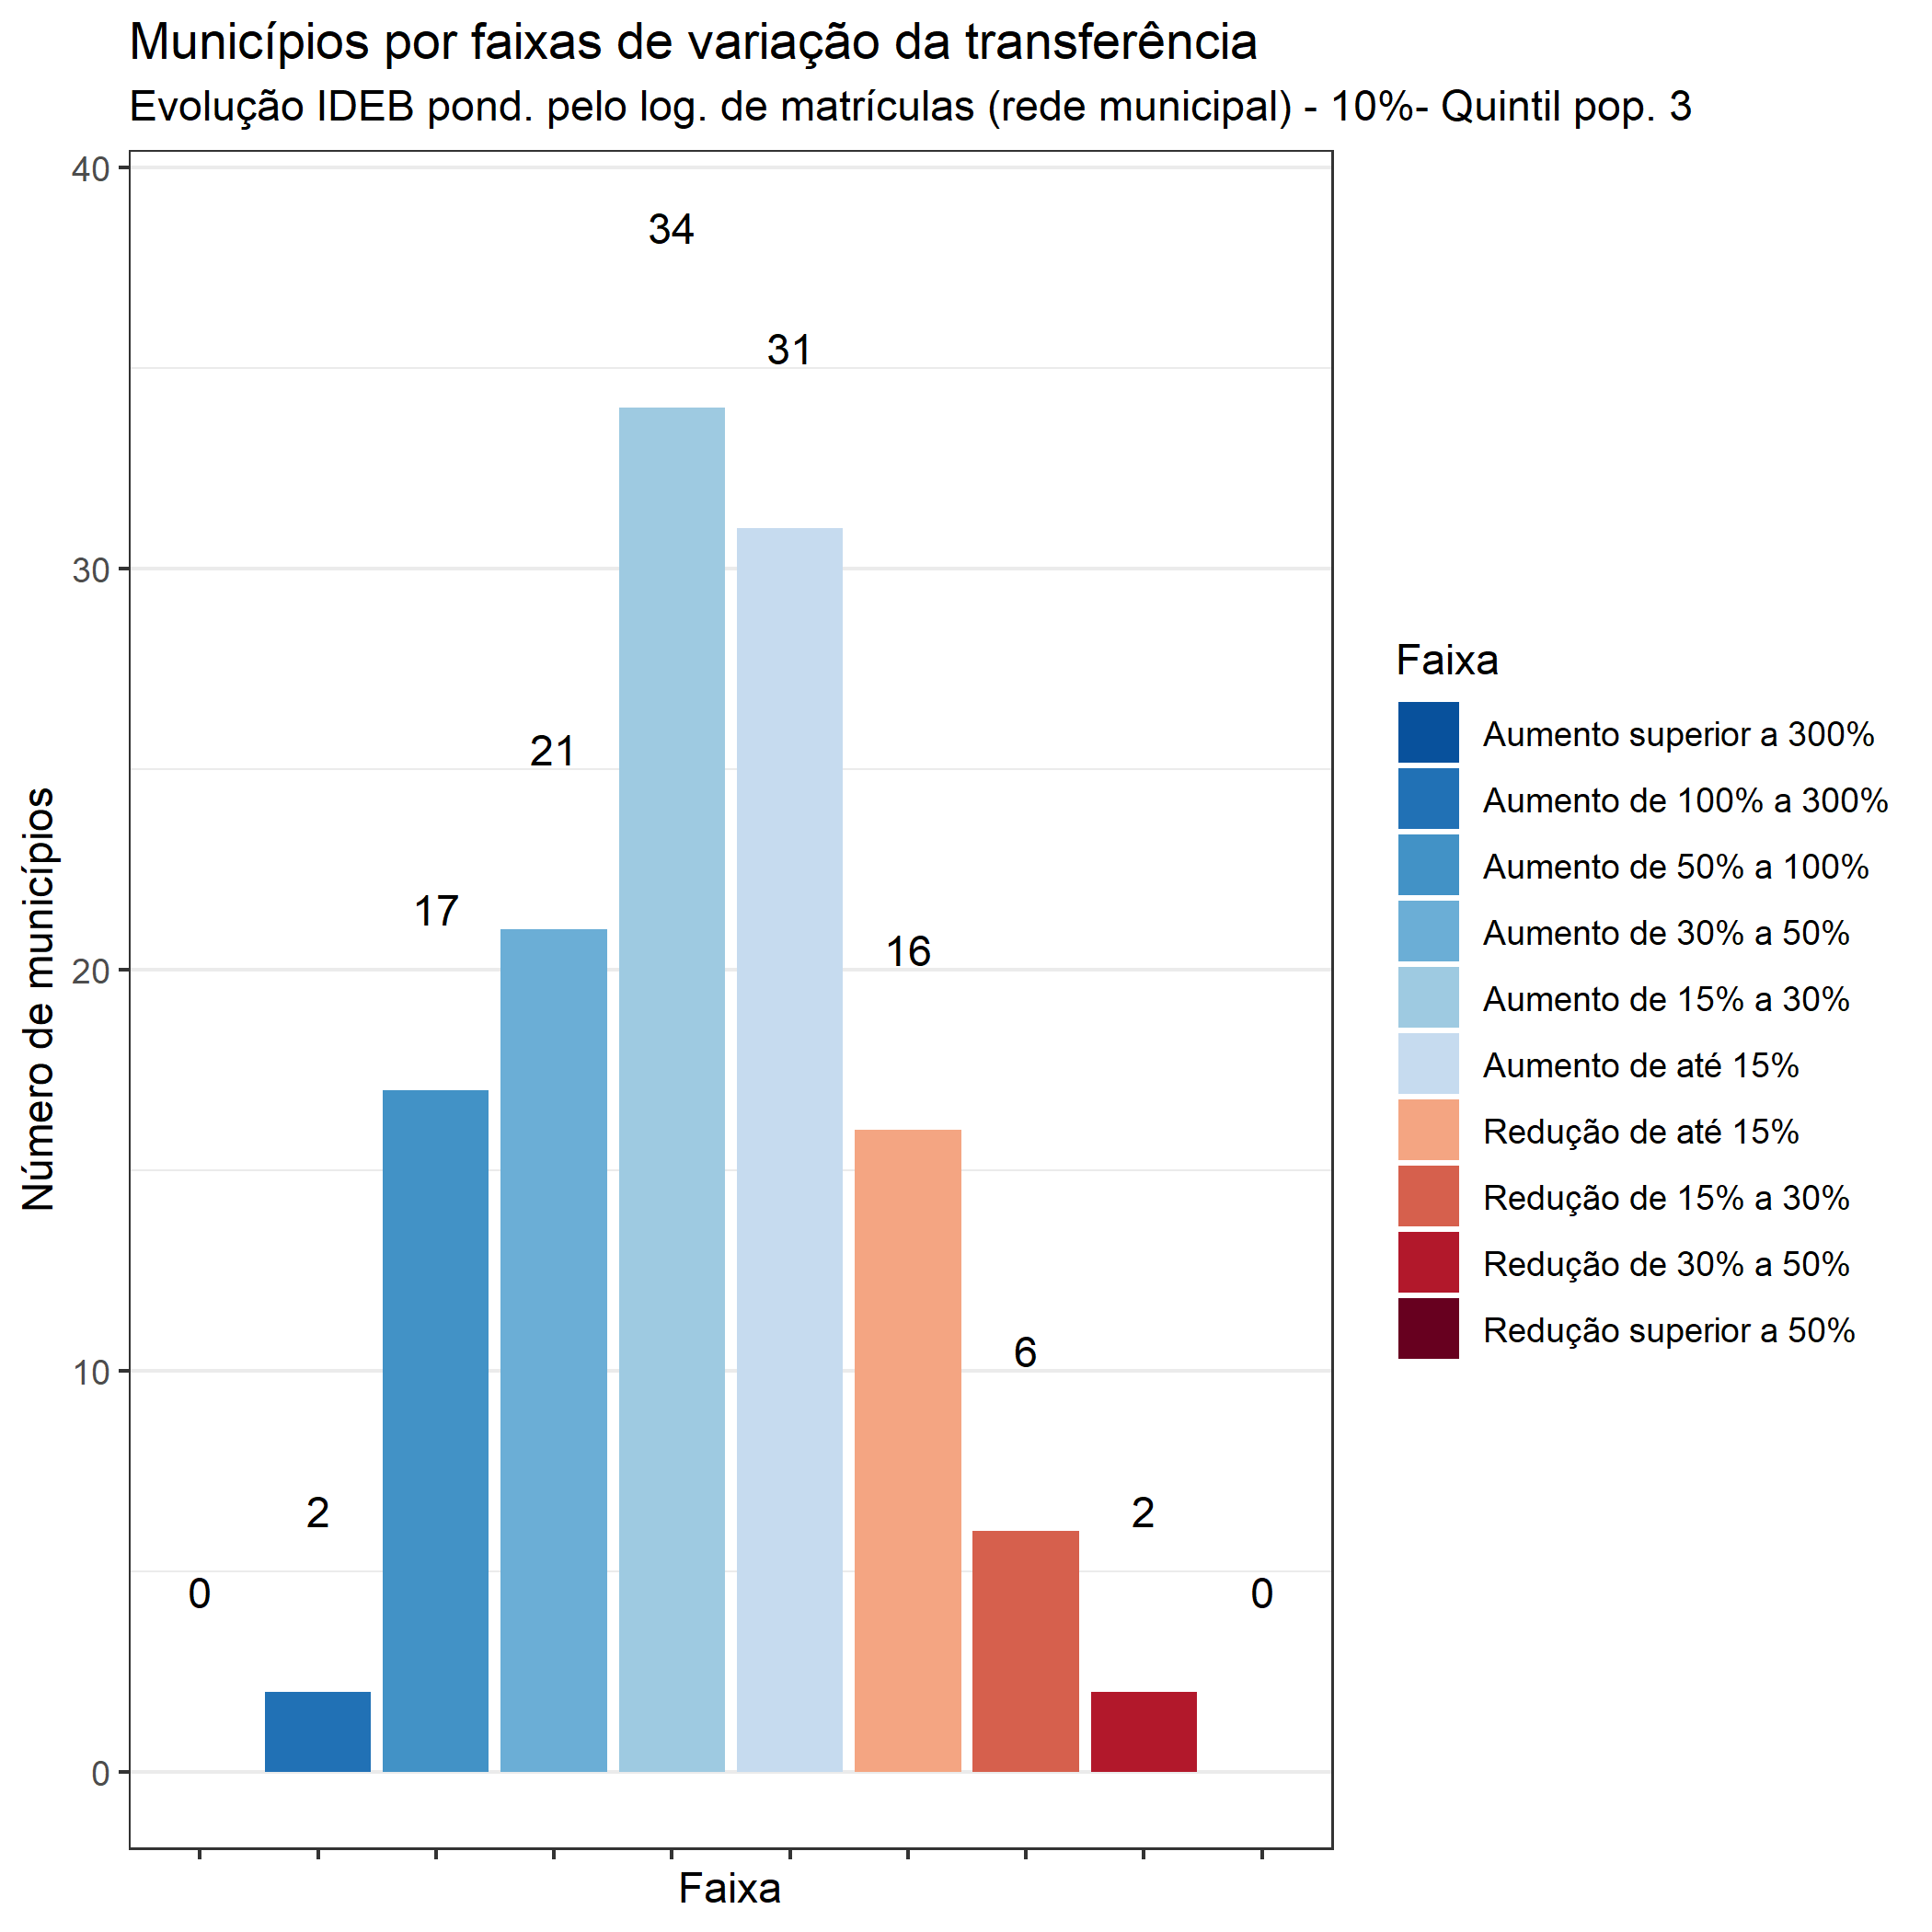 Municípios por faixas de variação da transferência
Evolução IDEB pond. pelo log. de matrículas (rede municipal) - 10%- Quintil pop. 3
40
30
20
10
0
Número de municípios
0
2
17
21
34
31
16
6
2
0
Faixa
Faixa
Aumento superior a 300%
Aumento de 100% a 300%
Aumento de 50% a 100%
Aumento de 30% a 50%
Aumento de 15% a 30%
Aumento de até 15%
Redução de até 15%
Redução de 15% a 30%
Redução de 30% a 50%
Redução superior a 50%